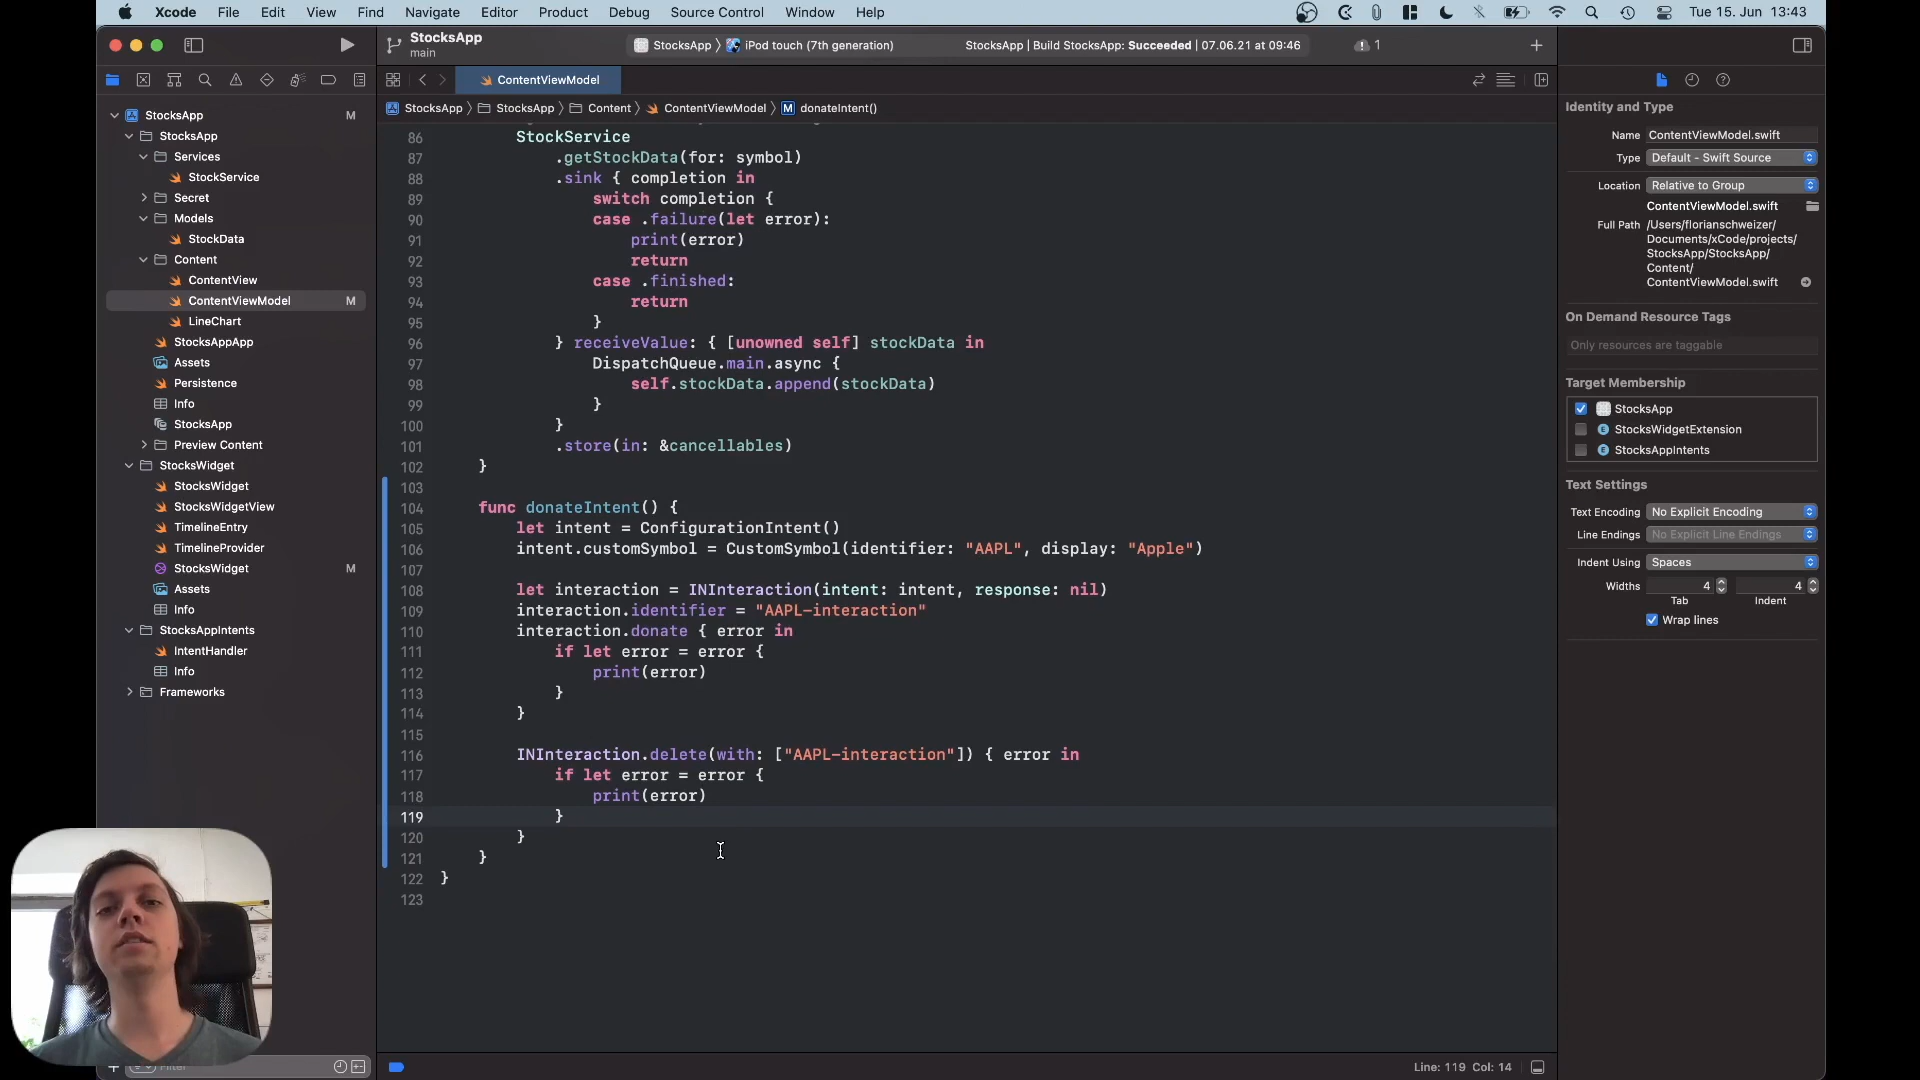 Xcode File Edit View Find Navigate Editor Product Debug Source Control Window Help Tue 15. Jun 13:43
StocksApp
main
StocksApp 〉 iPod touch (7th generation) StocksApp | Build StocksApp: Succeeded | 07.06.21 at 09:46 1
ContentViewModel
StocksApp 〉 StocksApp 〉 Content 〉 ContentViewModel 〉 M donateIntent()
StocksApp M
StocksApp
Services
StockService
Secret
Models
StockData
Content
ContentView
ContentViewModel M
LineChart
StocksAppApp
Assets
Persistence
Info
StocksApp
Preview Content
StocksWidget
StocksWidget
StocksWidgetView
TimelineEntry
TimelineProvider
StocksWidget M
Assets
Info
StocksAppIntents
IntentHandler
Info
Frameworks
Filter
86 StockService
87 .getStockData(for: symbol)
88 .sink { completion in
89 switch completion {
90 case .failure(let error):
91 print(error)
92 return
93 case .finished:
94 return
95 }
96 } receiveValue: { [unowned self] stockData in
97 DispatchQueue.main.async {
98 self.stockData.append(stockData)
99 }
100 }
101 .store(in: &cancellables)
102 }
103
104 func donateIntent() {
105 let intent = ConfigurationIntent()
106 intent.customSymbol = CustomSymbol(identifier: "AAPL", display: "Apple")
107
108 let interaction = INInteraction(intent: intent, response: nil)
109 interaction.identifier = "AAPL-interaction"
110 interaction.donate { error in
111 if let error = error {
112 print(error)
113 }
114 }
115
116 INInteraction.delete(with: ["AAPL-interaction"]) { error in
117 if let error = error {
118 print(error)
119 }
120 }
121 }
122 }
123
Line: 119 Col: 14
Identity and Type
Name ContentViewModel.swift
Type Default - Swift Source
Location Relative to Group
ContentViewModel.swift
Full Path /Users/florianschweizer/
Documents/xCode/projects/
StocksApp/StocksApp/
Content/
ContentViewModel.swift
On Demand Resource Tags
Only resources are taggable
Target Membership
StocksApp
E StocksWidgetExtension
E StocksAppIntents
Text Settings
Text Encoding No Explicit Encoding
Line Endings No Explicit Line Endings
Indent Using Spaces
Widths 4 4
Tab Indent
Wrap lines